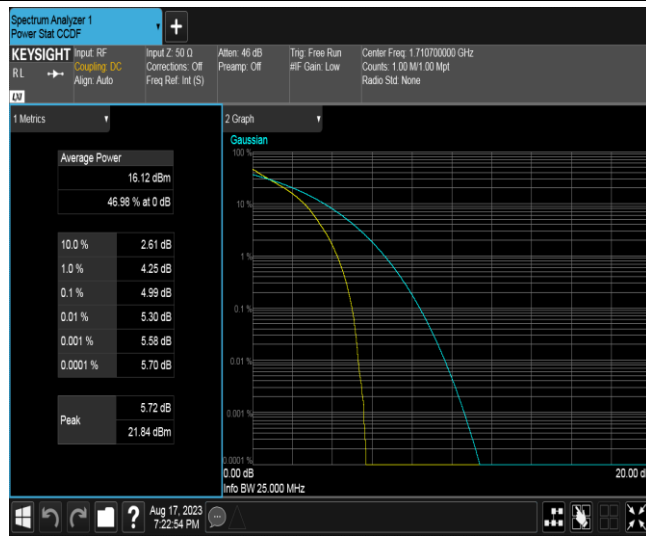 Spectrum Analyzer 1
Power Stat CCDF
+
KEYSIGHT
RL
LXI
Input: RF
Coupling: DC
Align: Auto
Input Z: 50 Ω
Corrections: Off
Freq Ref: Int (S)
Atten: 46 dB
Preamp: Off
Trig: Free Run
#IF Gain: Low
Center Freq: 1.710700000 GHz
Counts: 1.00 M/1.00 Mpt
Radio Std: None
1 Metrics
Average Power
16.12 dBm
46.98 % at 0 dB
10.0 % 2.61 dB
1.0 % 4.25 dB
0.1 % 4.99 dB
0.01 % 5.30 dB
0.001 % 5.58 dB
0.0001 % 5.70 dB
Peak
5.72 dB
21.84 dBm
2 Graph
Gaussian
100 %
10 %
1 %
0.1 %
0.01 %
0.001 %
0.0001 %
0.00 dB
20.00 d
Info BW 25.000 MHz
?
Aug 17, 2023
7:22:54 PM